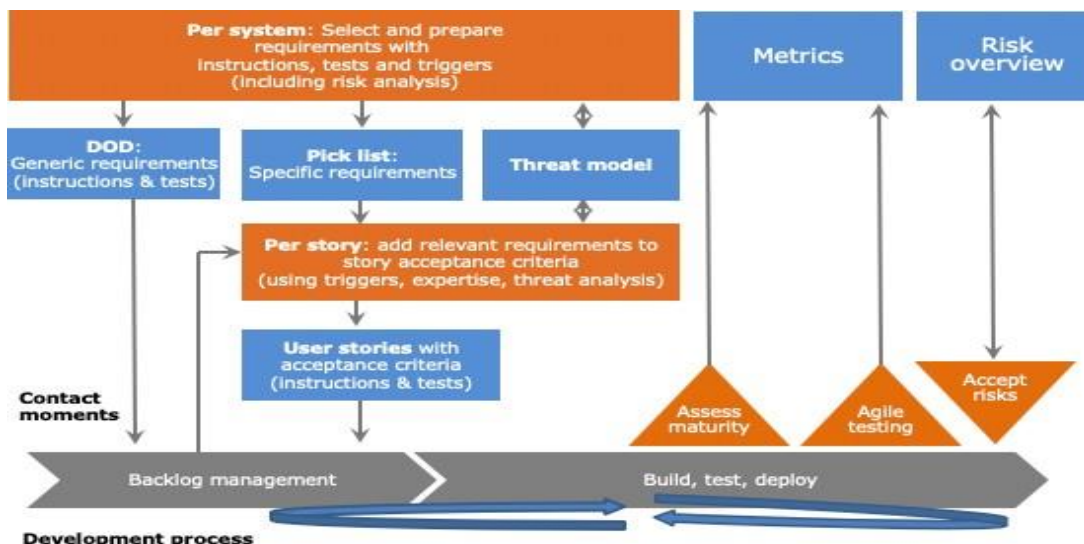 Per system: Select and prepare
requirements with
instructions, tests and triggers
(including risk analysis)
Metrics
Risk
overview
DOD:
Generic requirements
(instructions & tests)
Pick list:
Specific requirements
Threat model
Per story: add relevant requirements to
story acceptance criteria
(using triggers, expertise, threat analysis)
User stories with
acceptance criteria
(instructions & tests)
Contact
moments
Assess
maturity
Agile
testing
Accept
risks
Backlog management
Build, test, deploy
Development process